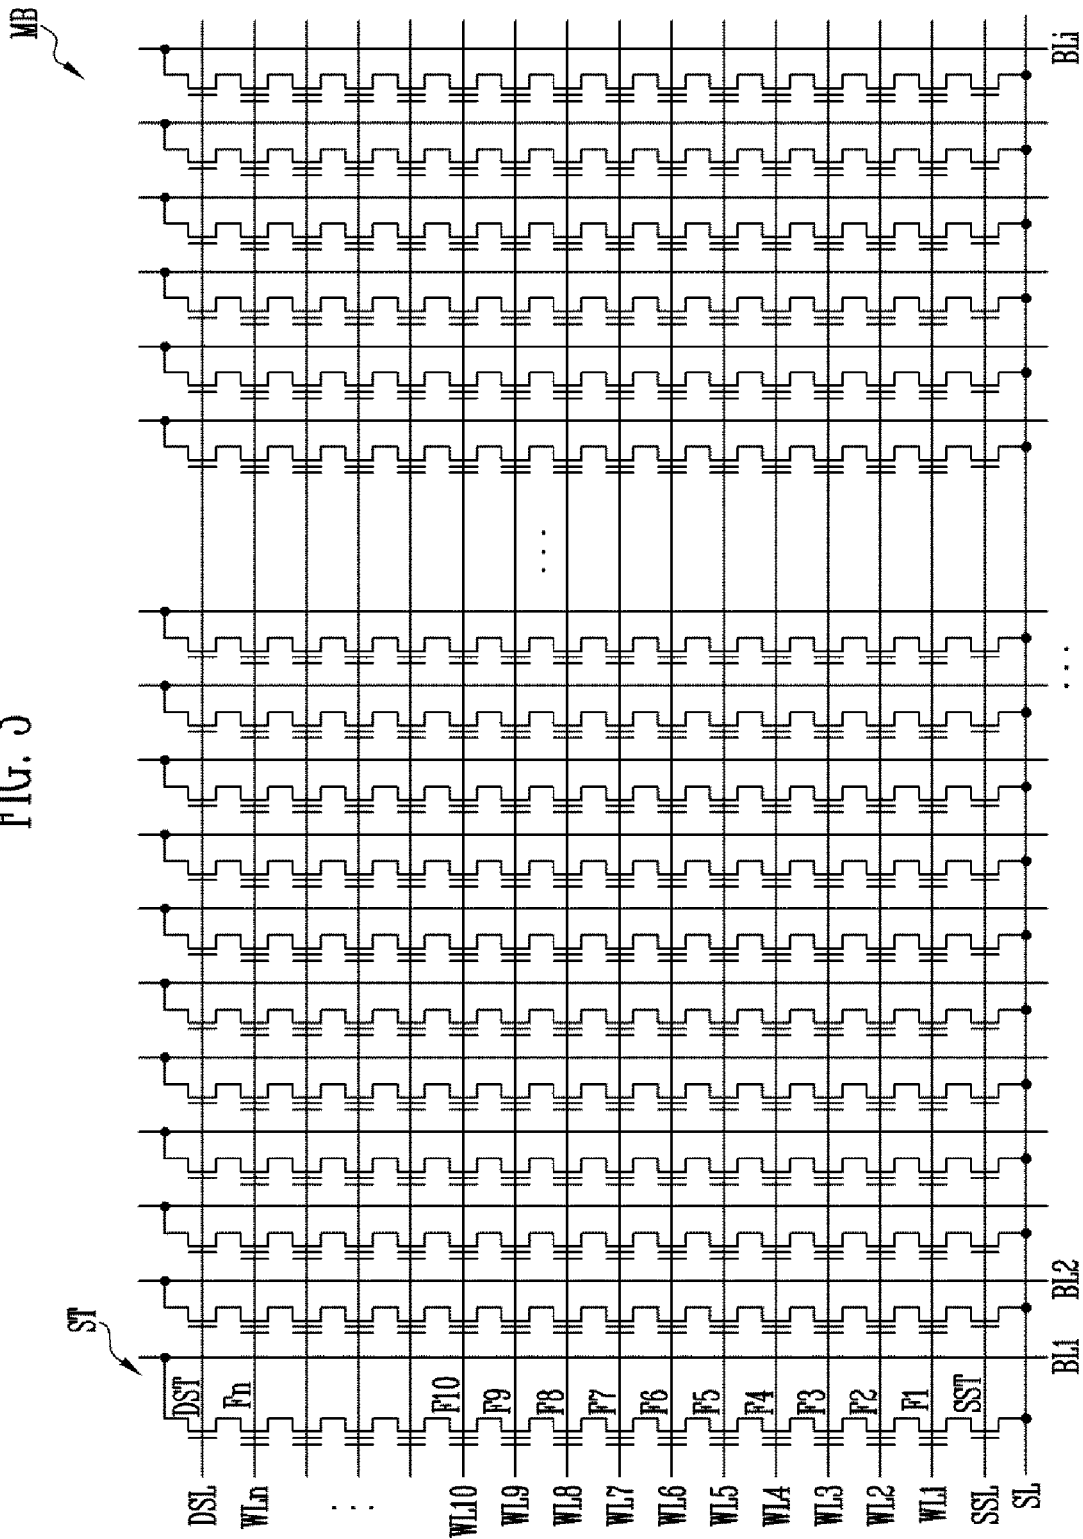 FIG.
MB
ST
DSL DST
WLn Fn
...
WL10 F10
WL9 F9
WL8 F8
WL7 F7
WL6 F6
WL5 F5
WL4 F4
WL3 F3
WL2 F2
WL1 F1
SSL SST
SL
BL1 BL2 ... BLi